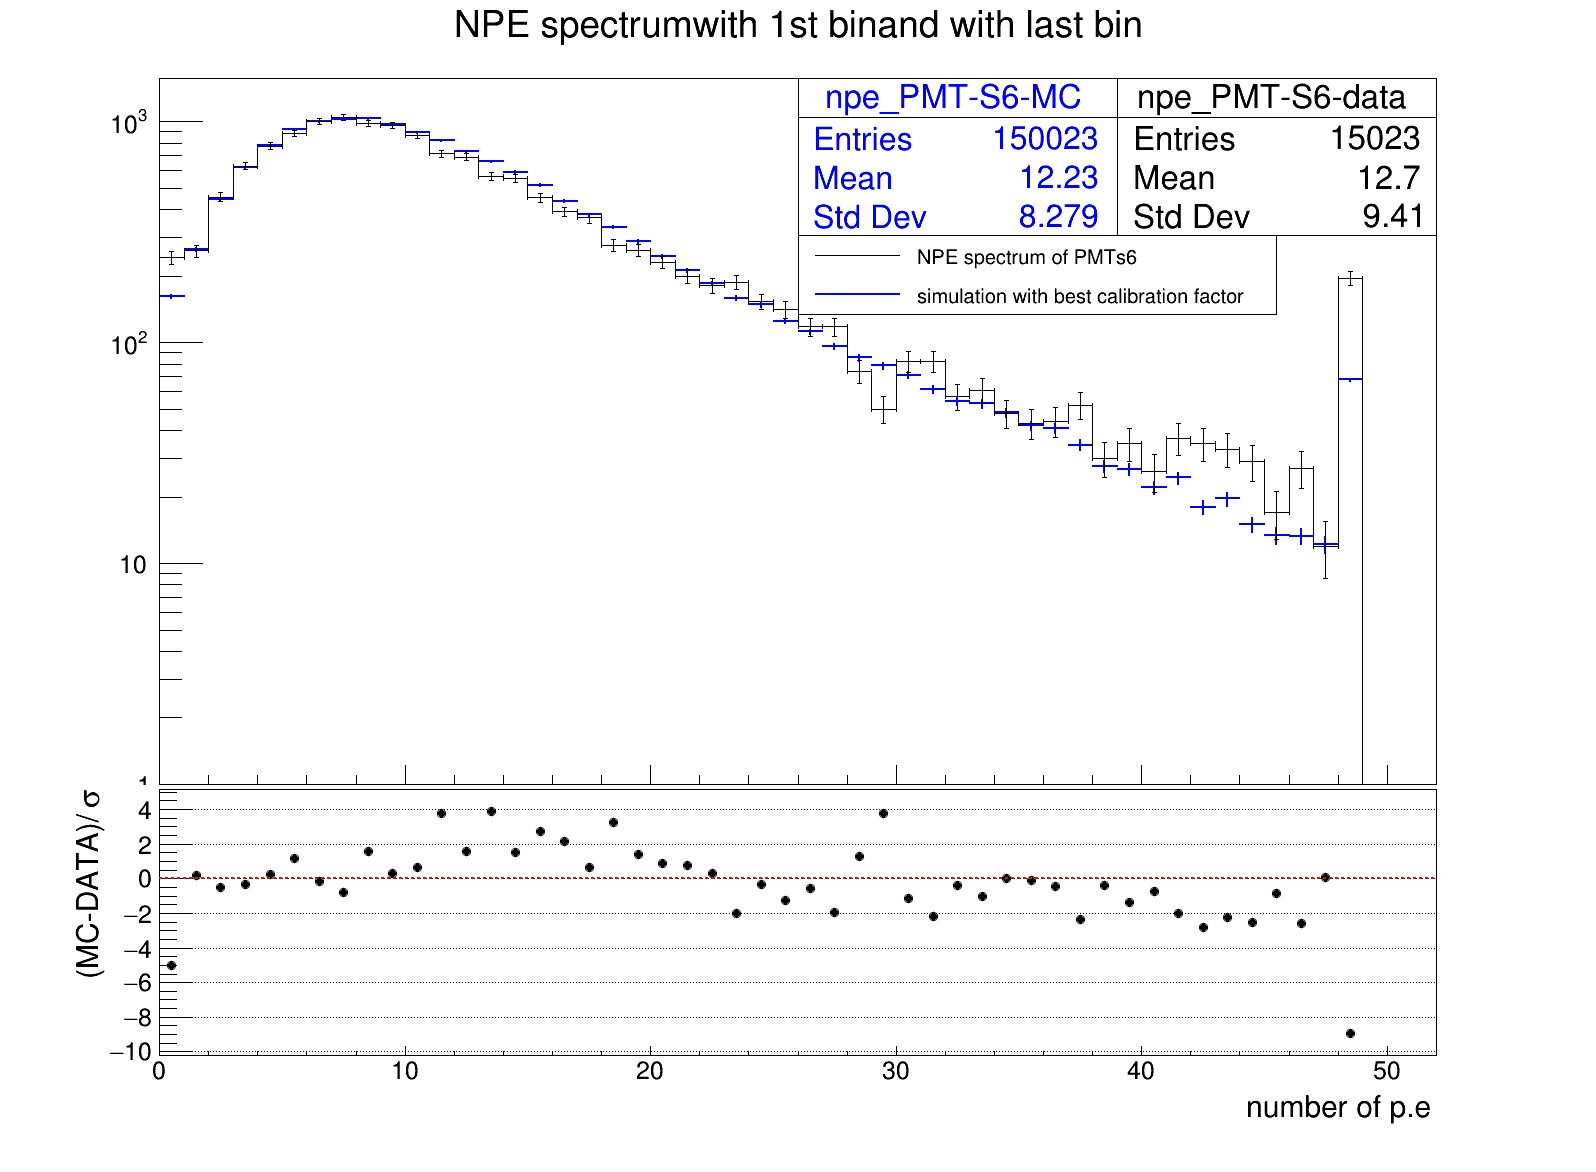 NPE spectrumwith 1st binand with last bin
npe_PMT-S6-MC
Entries 150023
Mean 12.23
Std Dev 8.279
npe_PMT-S6-data
Entries 15023
Mean 12.7
Std Dev 9.41
NPE spectrum of PMTs6
simulation with best calibration factor
10³
10²
10
1
(MC-DATA)/ σ
4
2
0
−2
−4
−6
−8
−10
0 10 20 30 40 50
number of p.e